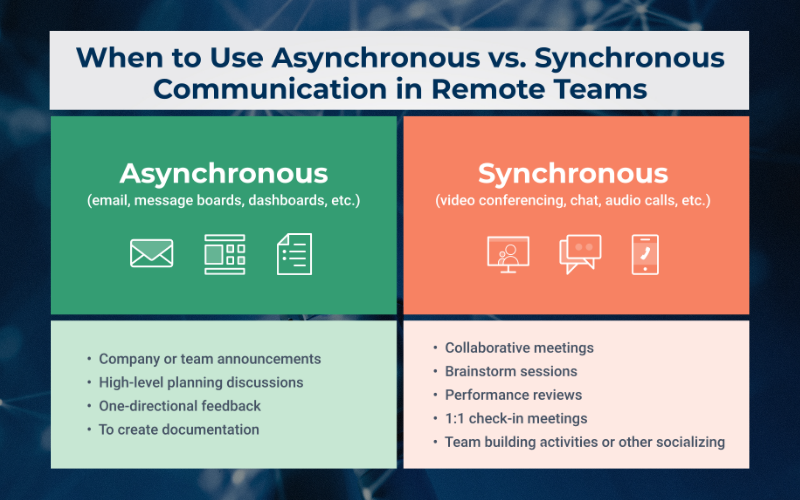 When to Use Asynchronous vs. Synchronous
Communication in Remote Teams
Asynchronous
(email, message boards, dashboards, etc.)
• Company or team announcements
• High-level planning discussions
• One-directional feedback
• To create documentation
Synchronous
(video conferencing, chat, audio calls, etc.)
• Collaborative meetings
• Brainstorm sessions
• Performance reviews
• 1:1 check-in meetings
• Team building activities or other socializing